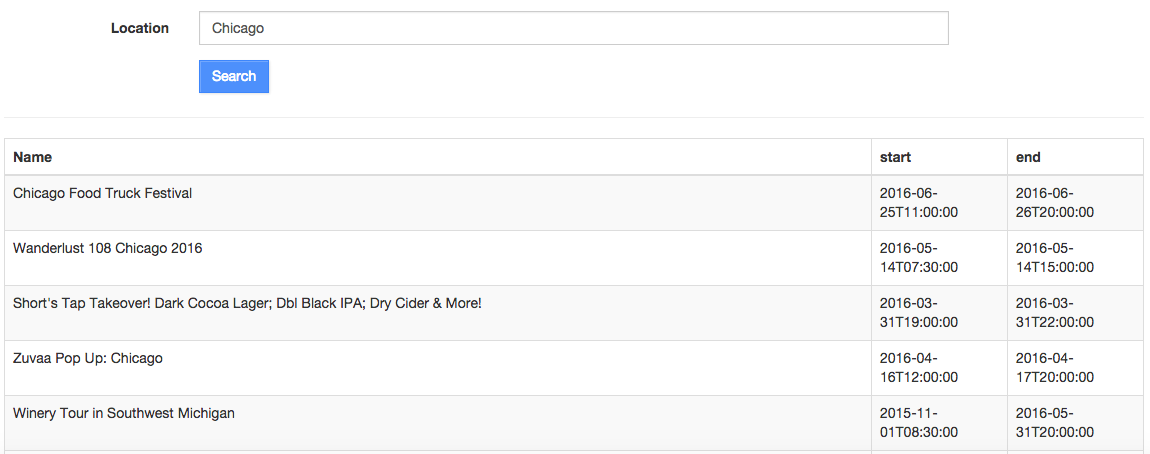 Location Chicago
Search
Name start end
Chicago Food Truck Festival 2016-06- 2016-06-
25T11:00:00 26T20:00:00
Wanderlust 108 Chicago 2016 2016-05- 2016-05-
14T07:30:00 14T15:00:00
Short's Tap Takeover! Dark Cocoa Lager; Dbl Black IPA; Dry Cider & More! 2016-03- 2016-03-
31T19:00:00 31T22:00:00
Zuvaa Pop Up: Chicago 2016-04- 2016-04-
16T12:00:00 17T20:00:00
Winery Tour in Southwest Michigan 2015-11- 2016-05-
01T08:30:00 31T20:00:00